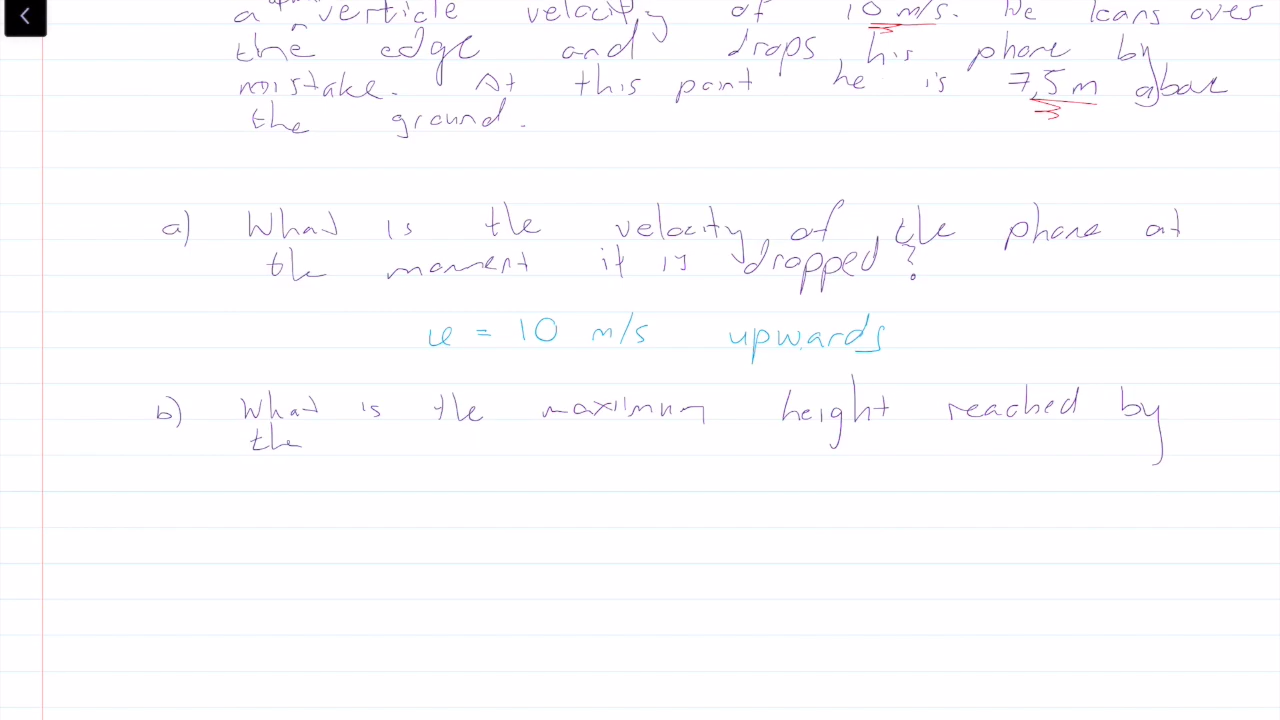 a verticle velocity of 10 m/s. He leans over
the edge and drops his phone by
mistake. At this point he is 7,5 m above
the ground.
a) What is the velocity of the phone at
the moment it is dropped?
u = 10 m/s upwards
b) What is the maximum height reached by
the